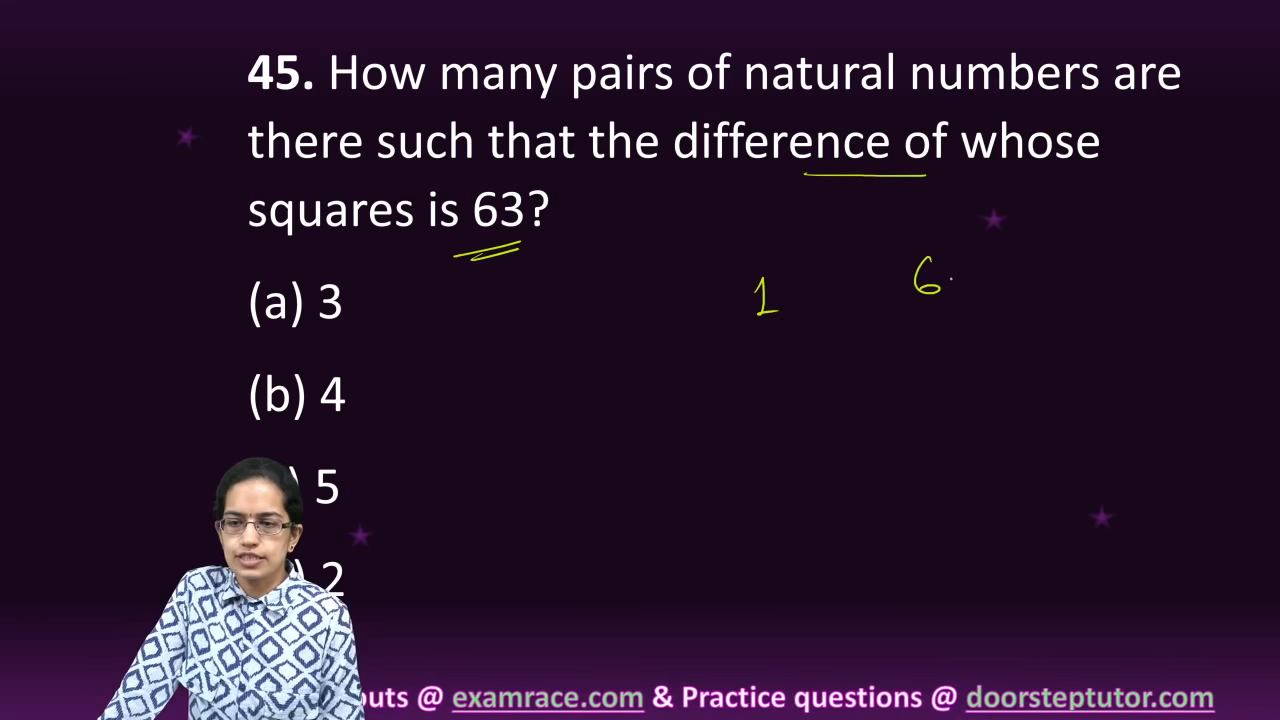 45. How many pairs of natural numbers are
there such that the difference of whose
squares is 63?
1 6
(a) 3
(b) 4
) 5
) 2
outs @ examrace.com & Practice questions @ doorsteptutor.com